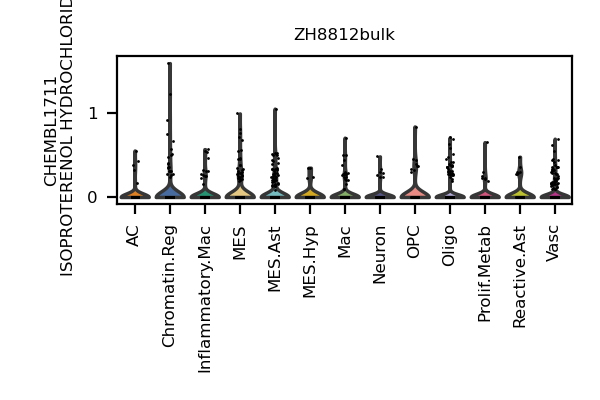 ZH8812bulk
CHEMBL1711
ISOPROTERENOL HYDROCHLORID
1
0
AC
Chromatin.Reg
Inflammatory.Mac
MES
MES.Ast
MES.Hyp
Mac
Neuron
OPC
Oligo
Prolif.Metab
Reactive.Ast
Vasc